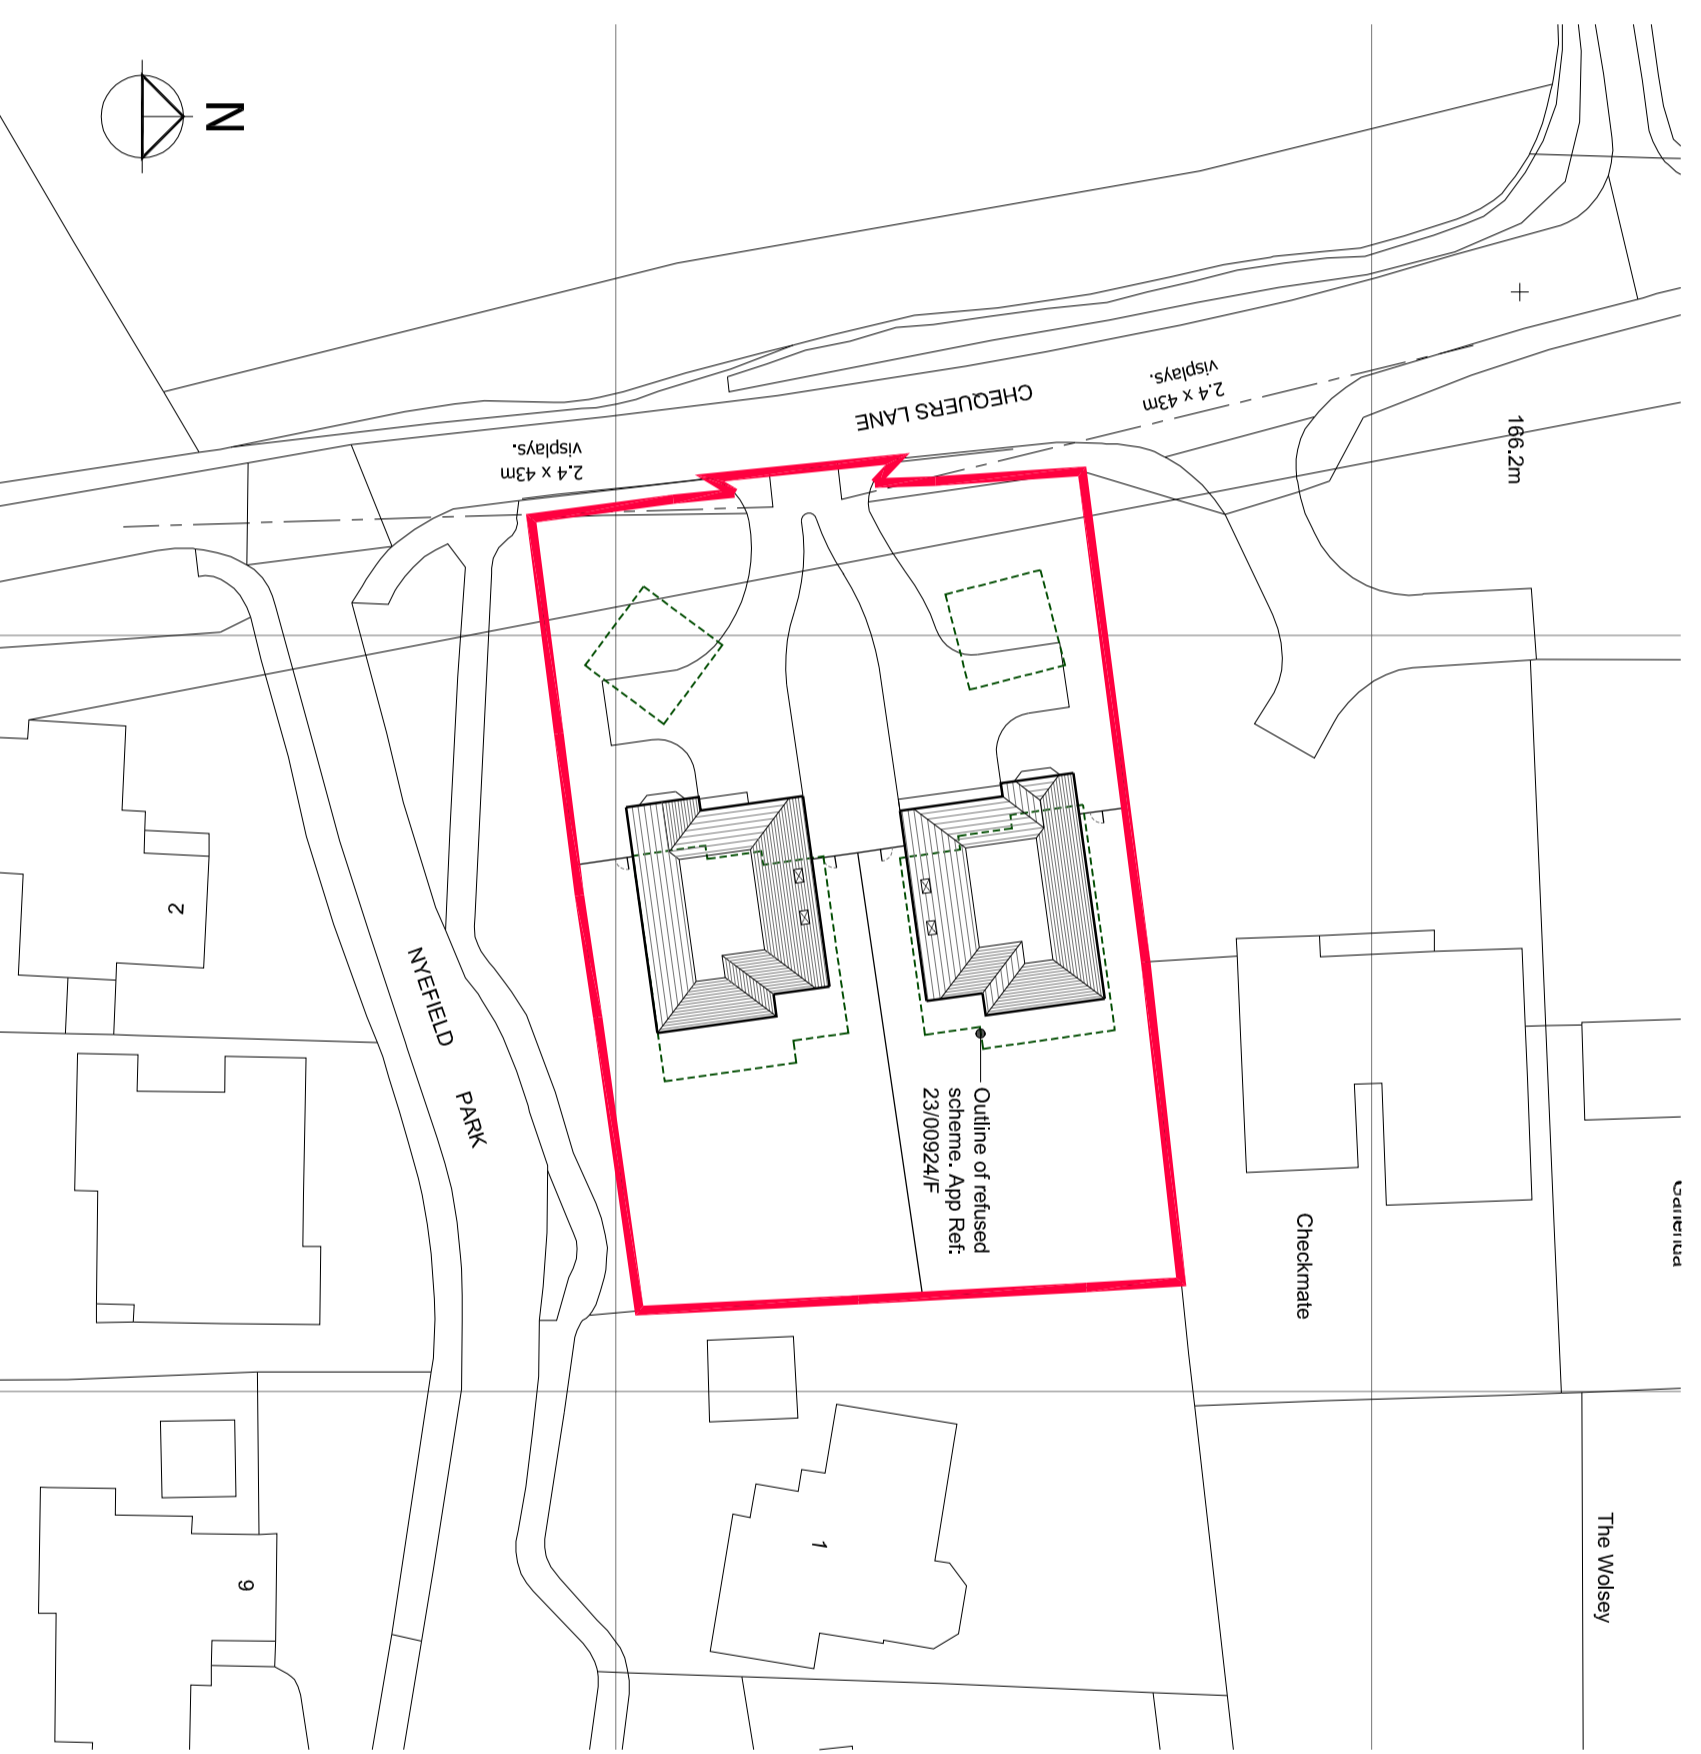 N
CHEQUERS LANE
2.4 x 43m
visplays.
2.4 x 43m
visplays.
166.2m
2
NYEFIELD
PARK
Outline of refused
scheme. App Ref:
23/00924/F
Checkmate
The Wolsey
1
9